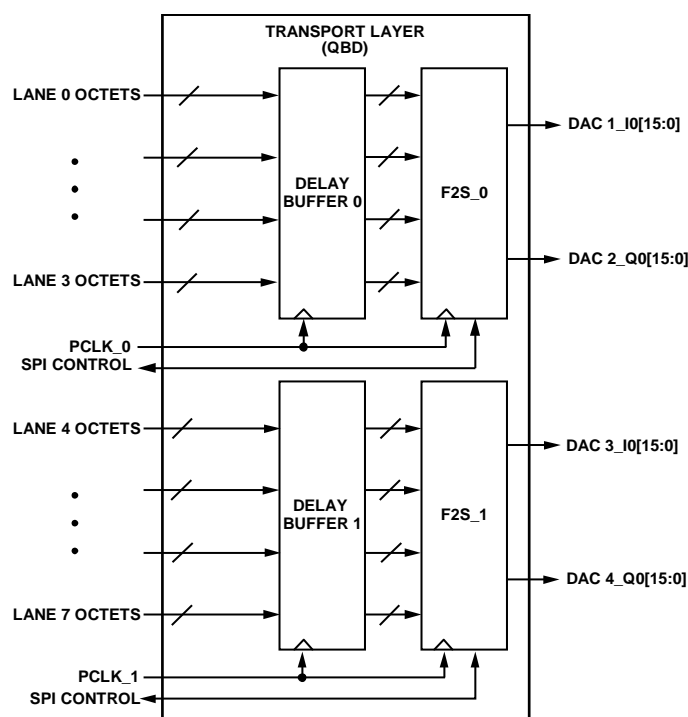 TRANSPORT LAYER
(QBD)
LANE 0 OCTETS
DELAY
BUFFER 0
F2S_0
DAC 1_I0[15:0]
DAC 2_Q0[15:0]
LANE 3 OCTETS
PCLK_0
SPI CONTROL
LANE 4 OCTETS
DELAY
BUFFER 1
F2S_1
DAC 3_I0[15:0]
DAC 4_Q0[15:0]
LANE 7 OCTETS
PCLK_1
SPI CONTROL